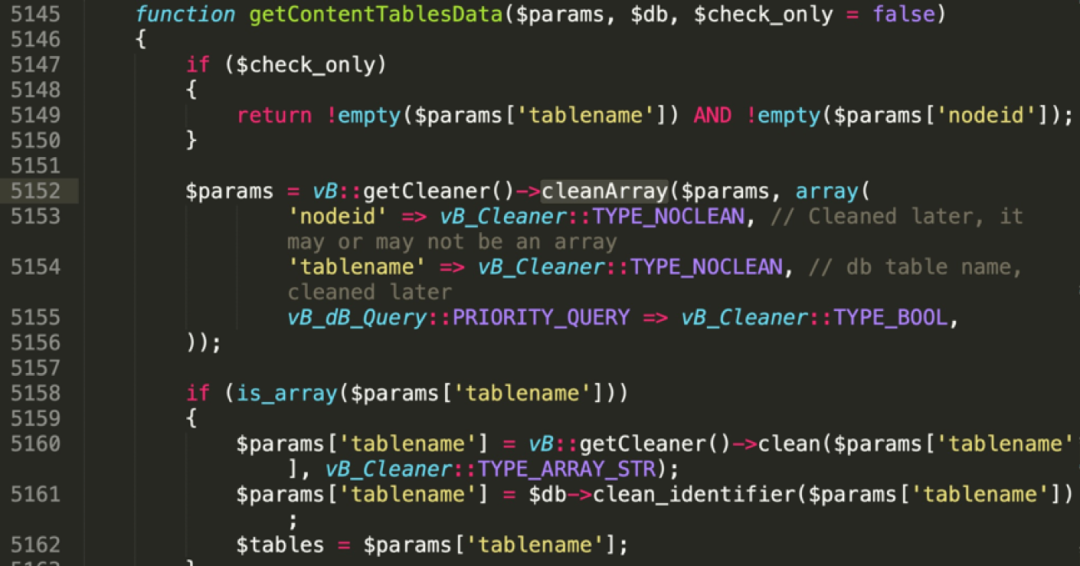 5145 function getContentTablesData($params, $db, $check_only = false)
5146 {
5147 if ($check_only)
5148 {
5149 return !empty($params['tablename']) AND !empty($params['nodeid']);
5150 }
5151
5152 $params = vB::getCleaner()->cleanArray($params, array(
5153 'nodeid' => vB_Cleaner::TYPE_NOCLEAN, // Cleaned later, it
may or may not be an array
5154 'tablename' => vB_Cleaner::TYPE_NOCLEAN, // db table name,
cleaned later
5155 vB_dB_Query::PRIORITY_QUERY => vB_Cleaner::TYPE_BOOL,
5156 ));
5157
5158 if (is_array($params['tablename']))
5159 {
5160 $params['tablename'] = vB::getCleaner()->clean($params['tablename'
], vB_Cleaner::TYPE_ARRAY_STR);
5161 $params['tablename'] = $db->clean_identifier($params['tablename'])
;
5162 $tables = $params['tablename'];